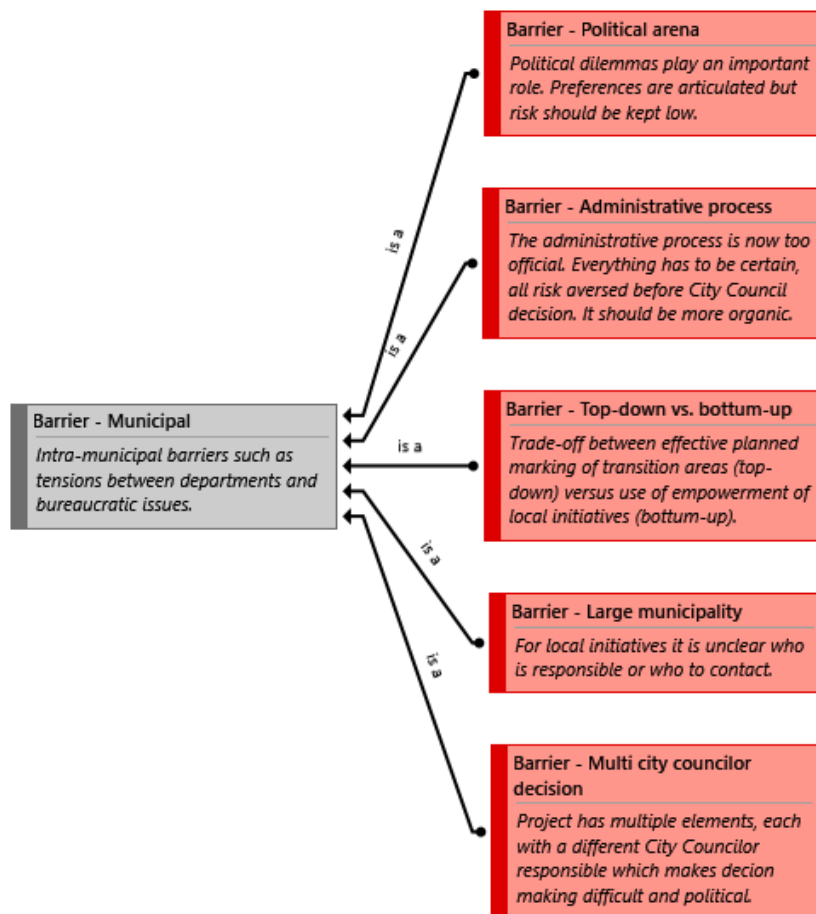 Barrier - Political arena
Political dilemmas play an important
role. Preferences are articulated but
risk should be kept low.
is a
Barrier - Administrative process
The administrative process is now too
official. Everything has to be certain,
all risk aversed before City Council
decision. It should be more organic.
is a
Barrier - Municipal
Intra-municipal barriers such as
tensions between departments and
bureaucratic issues.
is a
Barrier - Top-down vs. bottum-up
Trade-off between effective planned
marking of transition areas (top-
down) versus use of empowerment of
local initiatives (bottum-up).
is a
Barrier - Large municipality
For local initiatives it is unclear who
is responsible or who to contact.
is a
Barrier - Multi city councilor
decision
Project has multiple elements, each
with a different City Councilor
responsible which makes decion
making difficult and political.